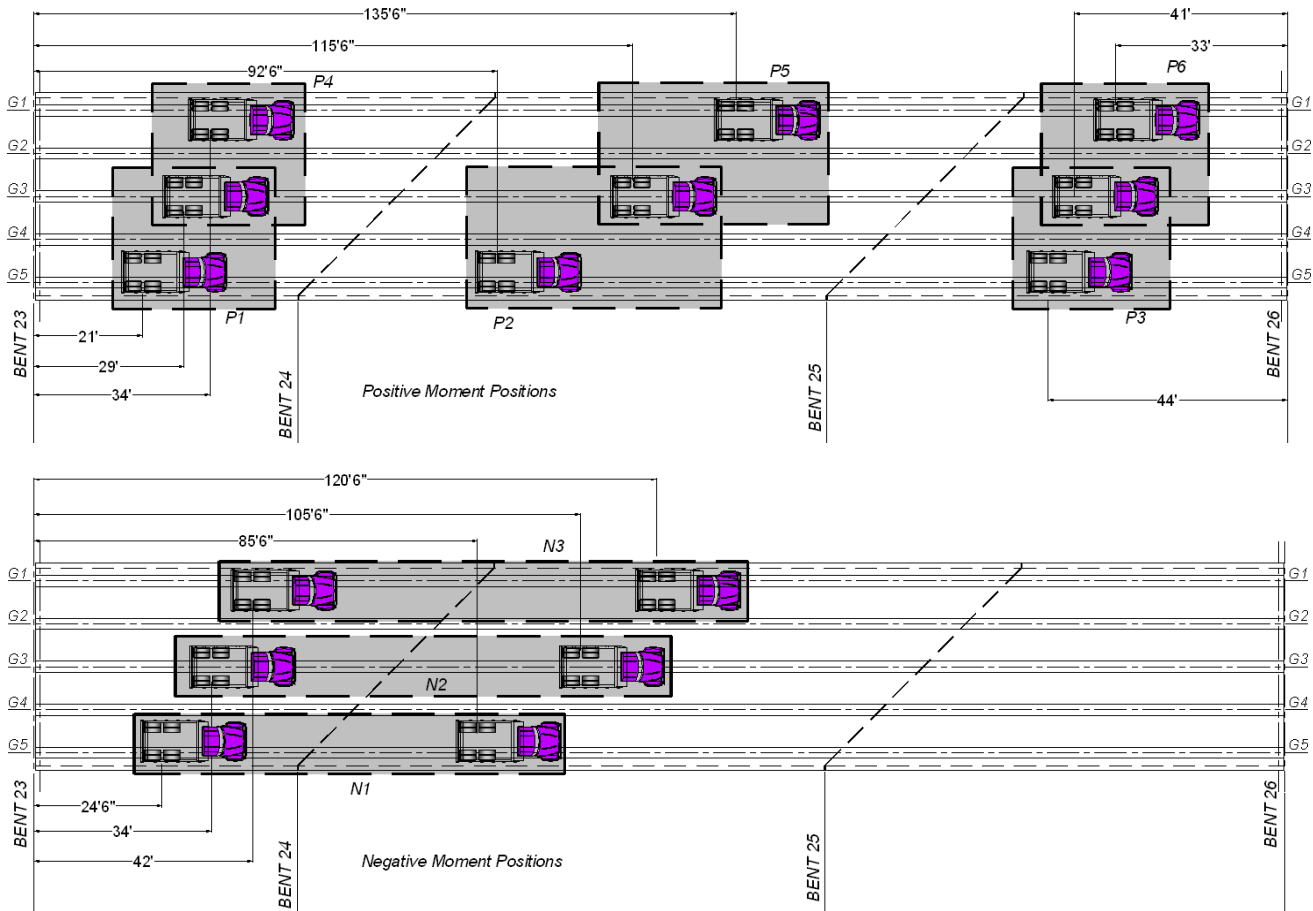 135'6"
41'
115'6"
33'
92'6"
P4
P5
P6
G1
G1
G2
G2
G3
G3
G4
G4
G5
G5
P1
P2
P3
21'
29'
34'
44'
BENT 23
BENT 24
BENT 25
BENT 26
Positive Moment Positions
120'6"
105'6"
85'6"
N3
G1
G1
G2
G2
G3
G3
N2
G4
G4
G5
G5
N1
24'6"
34'
42'
BENT 23
BENT 24
BENT 25
BENT 26
Negative Moment Positions